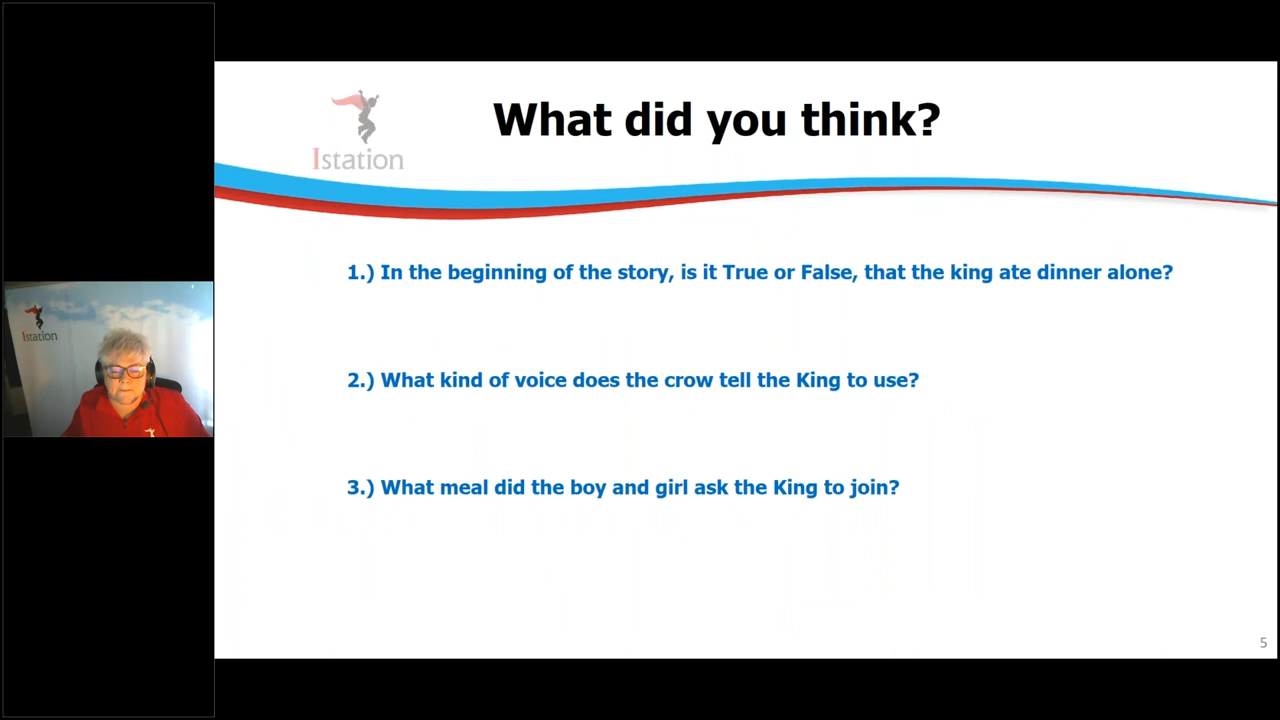 Istation
What did you think?
1.) In the beginning of the story, is it True or False, that the king ate dinner alone?
2.) What kind of voice does the crow tell the King to use?
3.) What meal did the boy and girl ask the King to join?
Istation
5